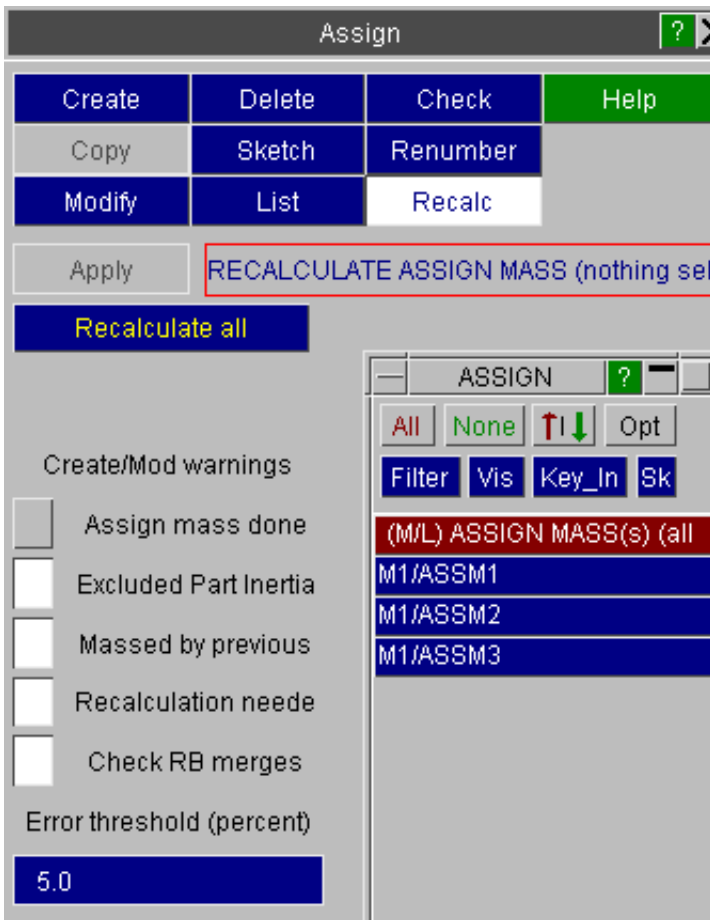 Assign ? X
Create Delete Check Help
Copy Sketch Renumber
Modify List Recalc
Apply RECALCULATE ASSIGN MASS (nothing sel
Recalculate all
ASSIGN ?
All None Opt
Filter Vis Key_In Sk
Create/Mod warnings
Assign mass done
Excluded Part Inertia
Massed by previous
Recalculation neede
Check RB merges
Error threshold (percent)
5.0
(M/L) ASSIGN MASS(s) (all
M1/ASSM1
M1/ASSM2
M1/ASSM3